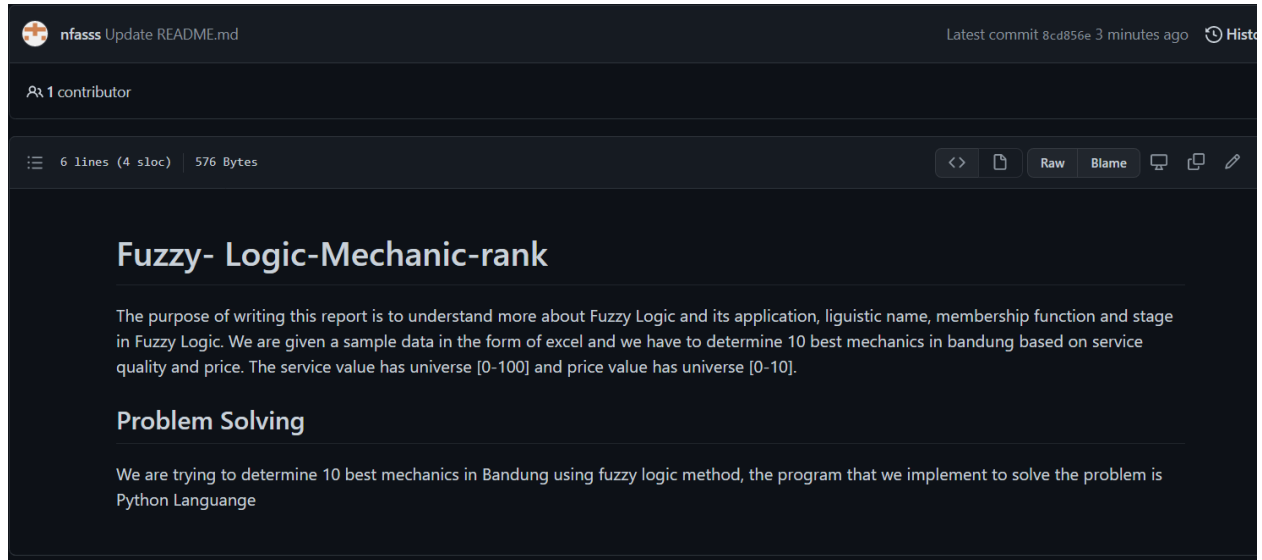 nfasss Update README.md
Latest commit 8cd856e 3 minutes ago Histo
1 contributor
6 lines (4 sloc) 576 Bytes
<> Raw Blame
Fuzzy- Logic-Mechanic-rank
The purpose of writing this report is to understand more about Fuzzy Logic and its application, liguistic name, membership function and stage
in Fuzzy Logic. We are given a sample data in the form of excel and we have to determine 10 best mechanics in bandung based on service
quality and price. The service value has universe [0-100] and price value has universe [0-10].
Problem Solving
We are trying to determine 10 best mechanics in Bandung using fuzzy logic method, the program that we implement to solve the problem is
Python Languange